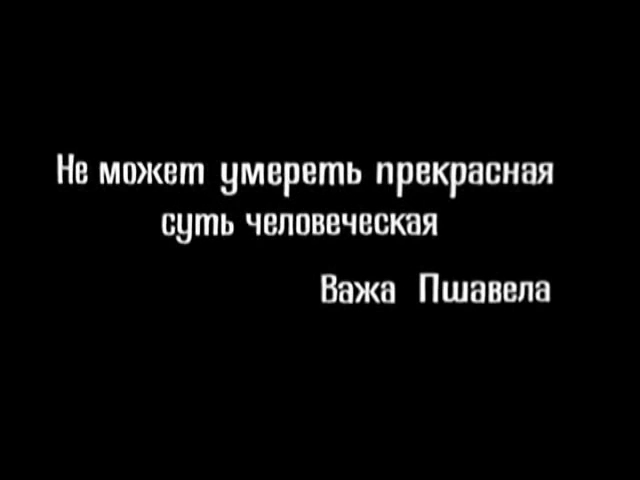 Не может умереть прекрасная
суть человеческая
Важа Пшавела